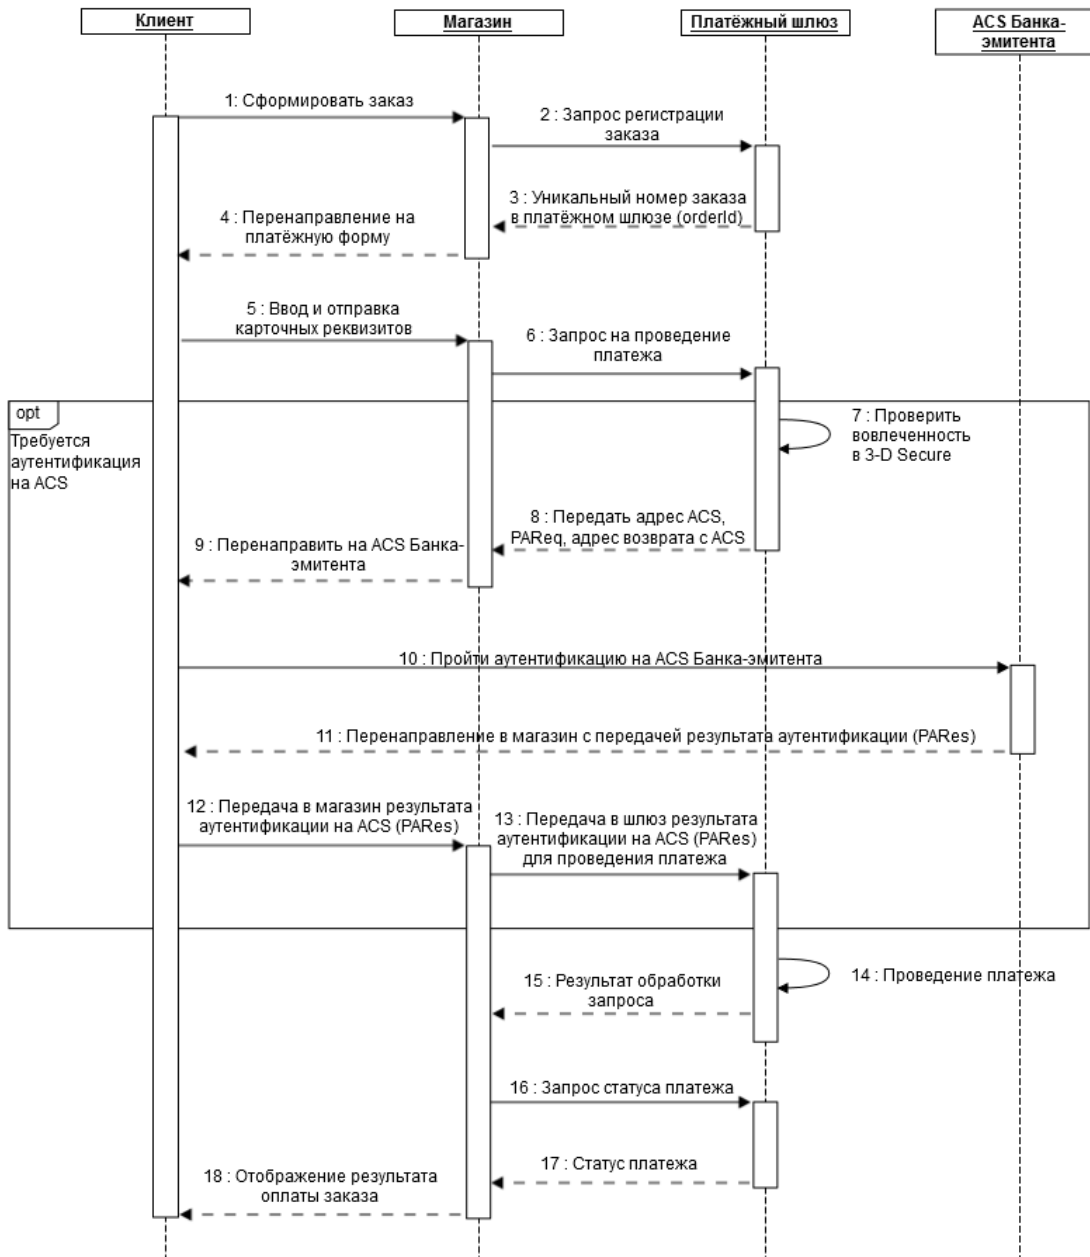 Клиент
Магазин
Платёжный шлюз
ACS Банка-
эмитента
1: Сформировать заказ
2 : Запрос регистрации
заказа
3 : Уникальный номер заказа
в платёжном шлюзе (orderId)
4 : Перенаправление на
платёжную форму
5 : Ввод и отправка
карточных реквизитов
6 : Запрос на проведение
платежа
opt
Требуется
аутентификация
на ACS
7 : Проверить
вовлеченность
в 3-D Secure
8 : Передать адрес ACS,
PAReq, адрес возврата с ACS
9 : Перенаправить на ACS Банка-
эмитента
10 : Пройти аутентификацию на ACS Банка-эмитента
11 : Перенаправление в магазин с передачей результата аутентификации (PARes)
12 : Передача в магазин результата
аутентификации на ACS (PARes)
13 : Передача в шлюз результата
аутентификации на ACS (PARes)
для проведения платежа
14 : Проведение платежа
15 : Результат обработки
запроса
16 : Запрос статуса платежа
17 : Статус платежа
18 : Отображение результата
оплаты заказа